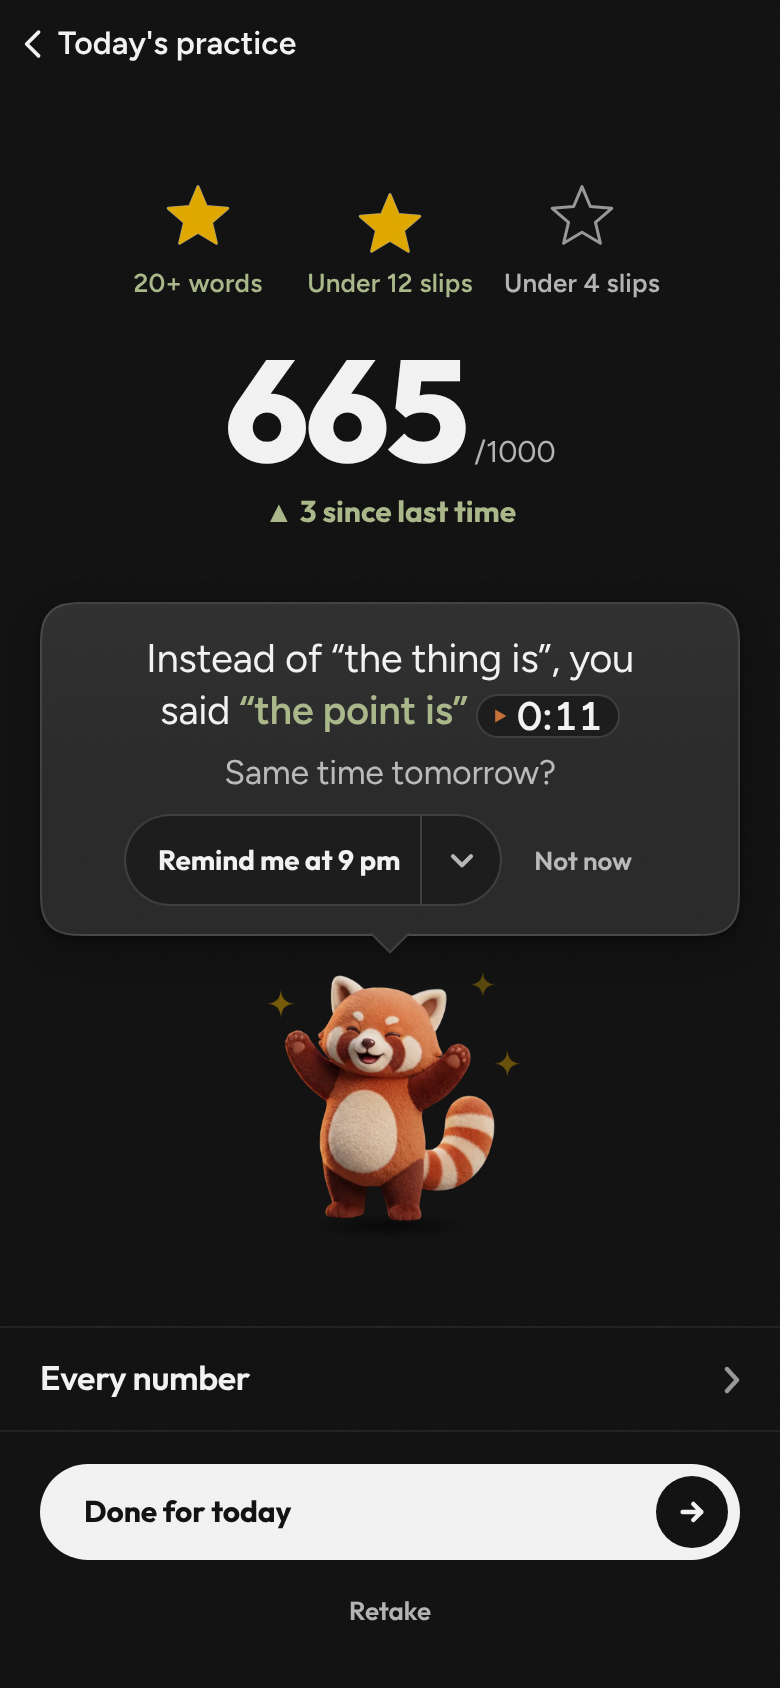 Today's practice
20+ words
Under 12 slips
Under 4 slips
665/1000
▲ 3 since last time
Instead of “the thing is”, you
said “the point is” 0:11
Same time tomorrow?
Remind me at 9 pm
Not now
Every number
Done for today
Retake